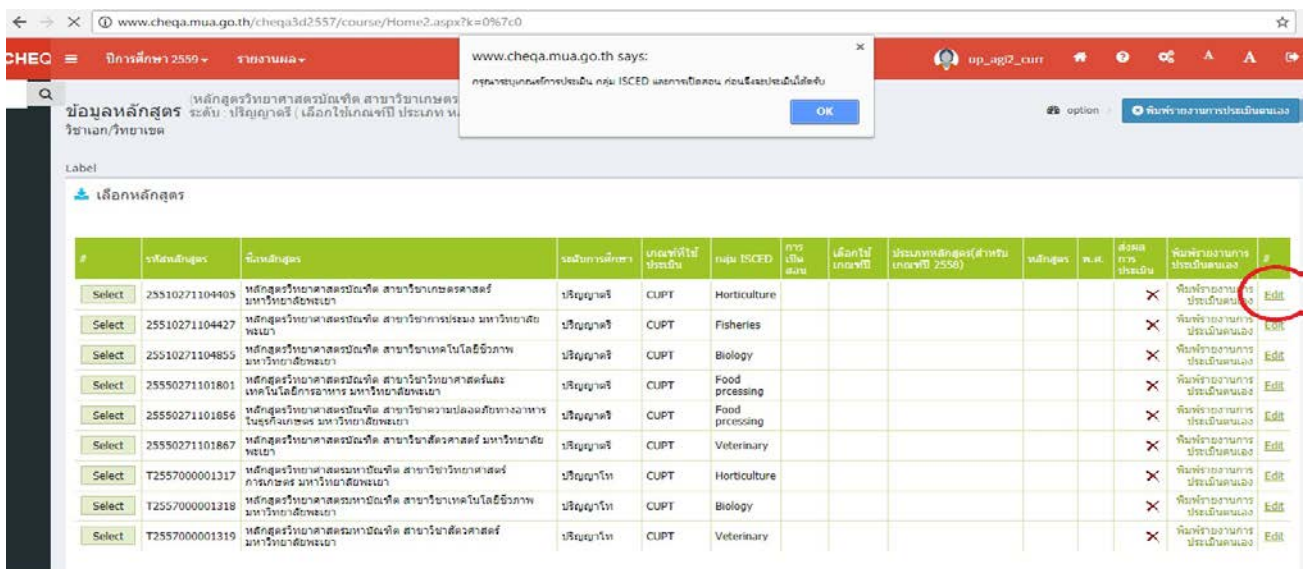 www.cheqa.mua.go.th/cheqa3d2557/course/Home2.aspx?k=0%7c0
CHEQ ปีการศึกษา 2559 รายงานผล up_agi2_curr A A
www.cheqa.mua.go.th says:
กรุณาระบุเกณฑ์การประเมิน กลุ่ม ISCED และการเปิดสอน ก่อนจึงจะประเมินได้ครับ
OK
ข้อมูลหลักสูตร (หลักสูตรวิทยาศาสตรบัณฑิต สาขาวิชาเกษตร
ระดับ : ปริญญาตรี ( เลือกใช้เกณฑ์ปี ประเภท
วิชาเอก/วิทยาเขต
option / พิมพ์รายงานการประเมินตนเอง
Label
เลือกหลักสูตร
# รหัสหลักสูตร ชื่อหลักสูตร ระดับการศึกษา เกณฑ์ที่ใช้ประเมิน กลุ่ม ISCED การเปิดสอน เลือกใช้เกณฑ์ปี ประเภทหลักสูตร(สำหรับเกณฑ์ปี 2558) หลักสูตร พ.ศ. ส่งผลการประเมิน พิมพ์รายงานการประเมินตนเอง #
Select 25510271104405 หลักสูตรวิทยาศาสตรบัณฑิต สาขาวิชาเกษตรศาสตร์ มหาวิทยาลัยพะเยา ปริญญาตรี CUPT Horticulture พิมพ์รายงานการประเมินตนเอง Edit
Select 25510271104427 หลักสูตรวิทยาศาสตรบัณฑิต สาขาวิชาการประมง มหาวิทยาลัยพะเยา ปริญญาตรี CUPT Fisheries พิมพ์รายงานการประเมินตนเอง Edit
Select 25510271104855 หลักสูตรวิทยาศาสตรบัณฑิต สาขาวิชาเทคโนโลยีชีวภาพ มหาวิทยาลัยพะเยา ปริญญาตรี CUPT Biology พิมพ์รายงานการประเมินตนเอง Edit
Select 25550271101801 หลักสูตรวิทยาศาสตรบัณฑิต สาขาวิชาวิทยาศาสตร์และเทคโนโลยีการอาหาร มหาวิทยาลัยพะเยา ปริญญาตรี CUPT Food prcessing พิมพ์รายงานการประเมินตนเอง Edit
Select 25550271101856 หลักสูตรวิทยาศาสตรบัณฑิต สาขาวิชาความปลอดภัยทางอาหารในธุรกิจเกษตร มหาวิทยาลัยพะเยา ปริญญาตรี CUPT Food prcessing พิมพ์รายงานการประเมินตนเอง Edit
Select 25550271101867 หลักสูตรวิทยาศาสตรบัณฑิต สาขาวิชาสัตวศาสตร์ มหาวิทยาลัยพะเยา ปริญญาตรี CUPT Veterinary พิมพ์รายงานการประเมินตนเอง Edit
Select T2557000001317 หลักสูตรวิทยาศาสตรมหาบัณฑิต สาขาวิชาวิทยาศาสตร์การเกษตร มหาวิทยาลัยพะเยา ปริญญาโท CUPT Horticulture พิมพ์รายงานการประเมินตนเอง Edit
Select T2557000001318 หลักสูตรวิทยาศาสตรมหาบัณฑิต สาขาวิชาเทคโนโลยีชีวภาพ มหาวิทยาลัยพะเยา ปริญญาโท CUPT Biology พิมพ์รายงานการประเมินตนเอง Edit
Select T2557000001319 หลักสูตรวิทยาศาสตรมหาบัณฑิต สาขาวิชาสัตวศาสตร์ มหาวิทยาลัยพะเยา ปริญญาโท CUPT Veterinary พิมพ์รายงานการประเมินตนเอง Edit